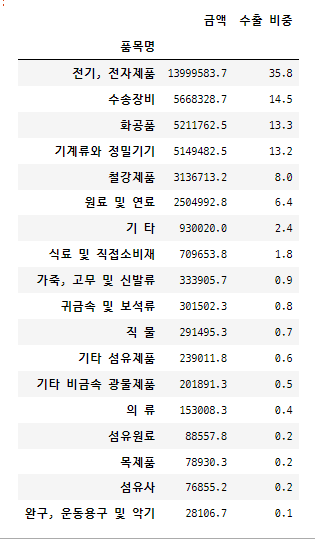 :
금액 수출 비중
품목명
전기, 전자제품 13999583.7 35.8
수송장비 5668328.7 14.5
화공품 5211762.5 13.3
기계류와 정밀기기 5149482.5 13.2
철강제품 3136713.2 8.0
원료 및 연료 2504992.8 6.4
기 타 930020.0 2.4
식료 및 직접소비재 709653.8 1.8
가죽, 고무 및 신발류 333905.7 0.9
귀금속 및 보석류 301502.3 0.8
직 물 291495.3 0.7
기타 섬유제품 239011.8 0.6
기타 비금속 광물제품 201891.3 0.5
의 류 153008.3 0.4
섬유원료 88557.8 0.2
목제품 78930.3 0.2
섬유사 76855.2 0.2
완구, 운동용구 및 악기 28106.7 0.1